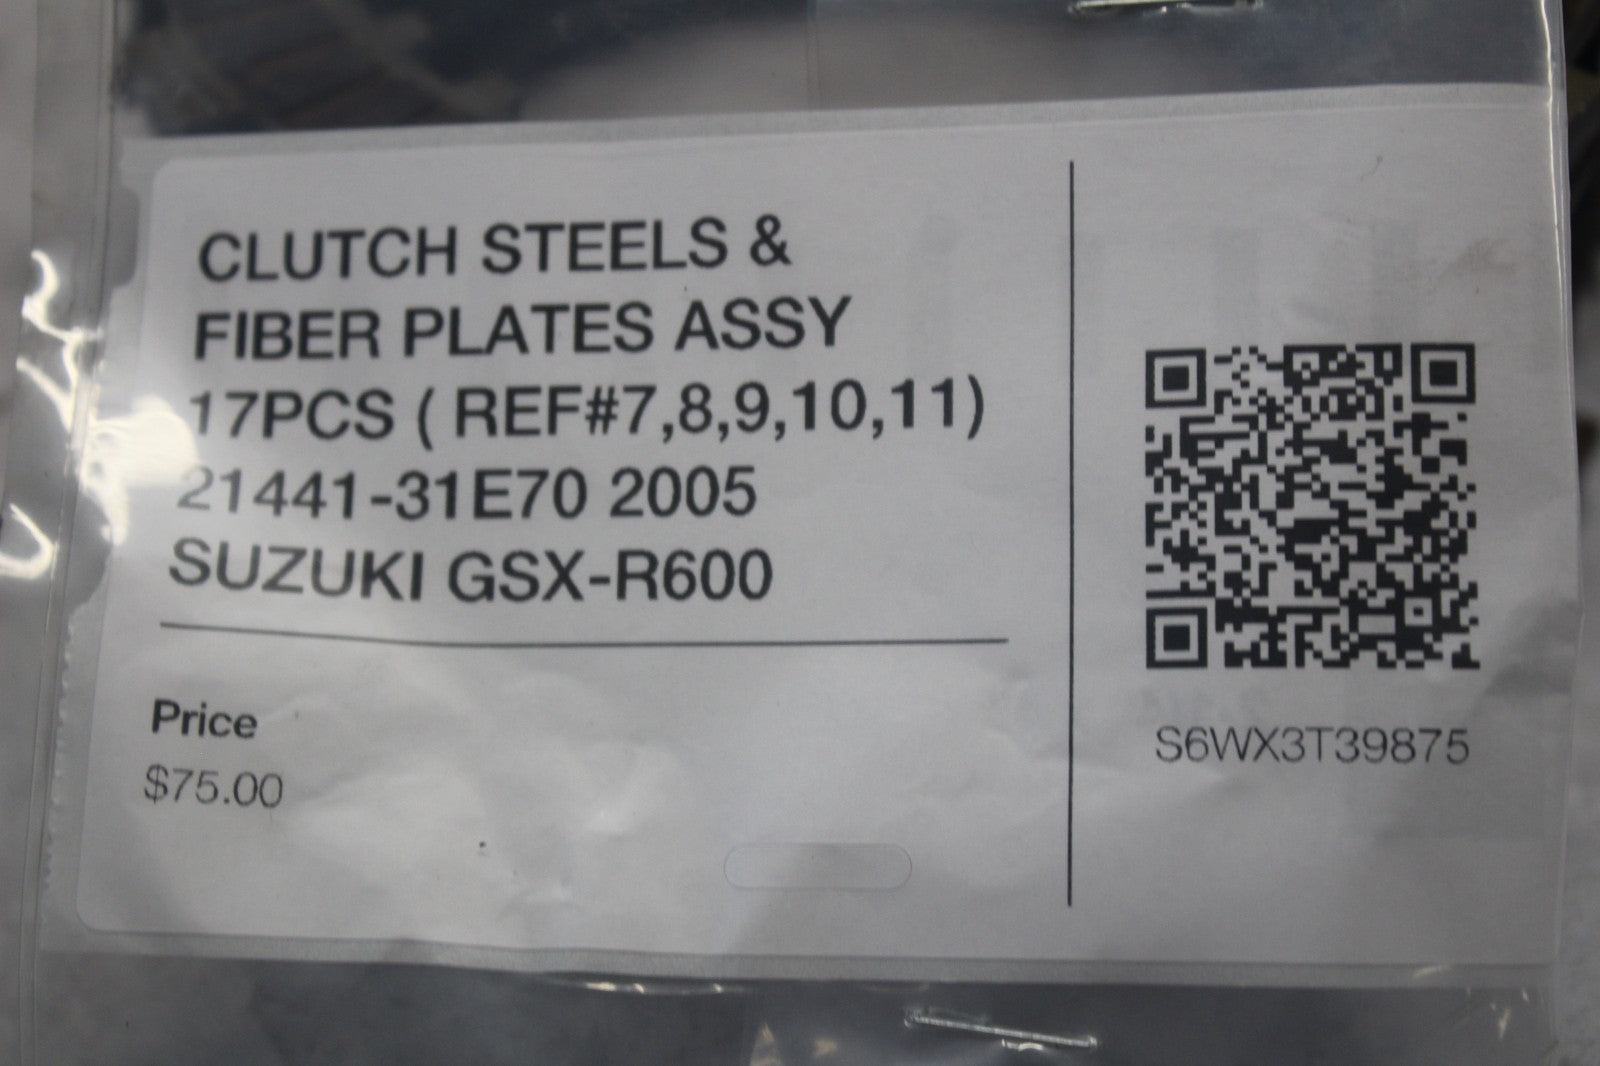 CLUTCH STEELS &
FIBER PLATES ASSY
17PCS ( REF#7,8,9,10,11)
21441-31E70 2005
SUZUKI GSX-R600
Price
$75.00
S6WX3T39875